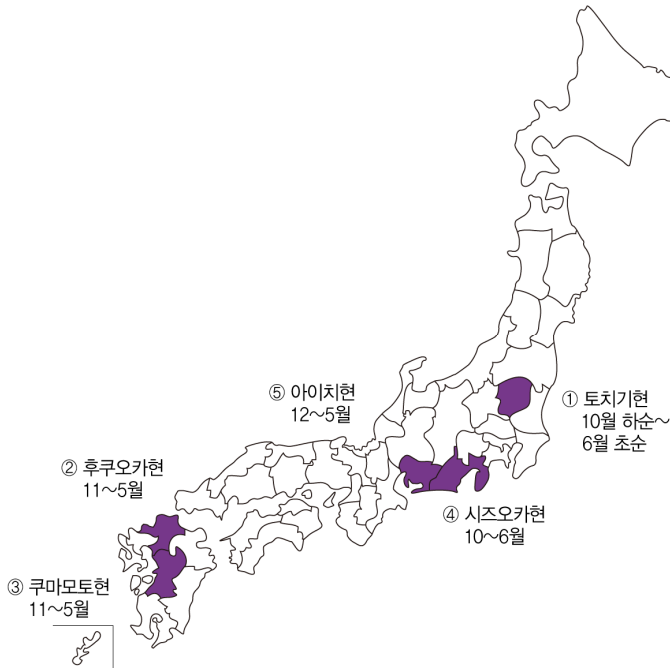 ⑤ 아이치현
12~5월
① 토치기현
10월 하순~
6월 초순
② 후쿠오카현
11~5월
④ 시즈오카현
10~6월
③ 쿠마모토현
11~5월